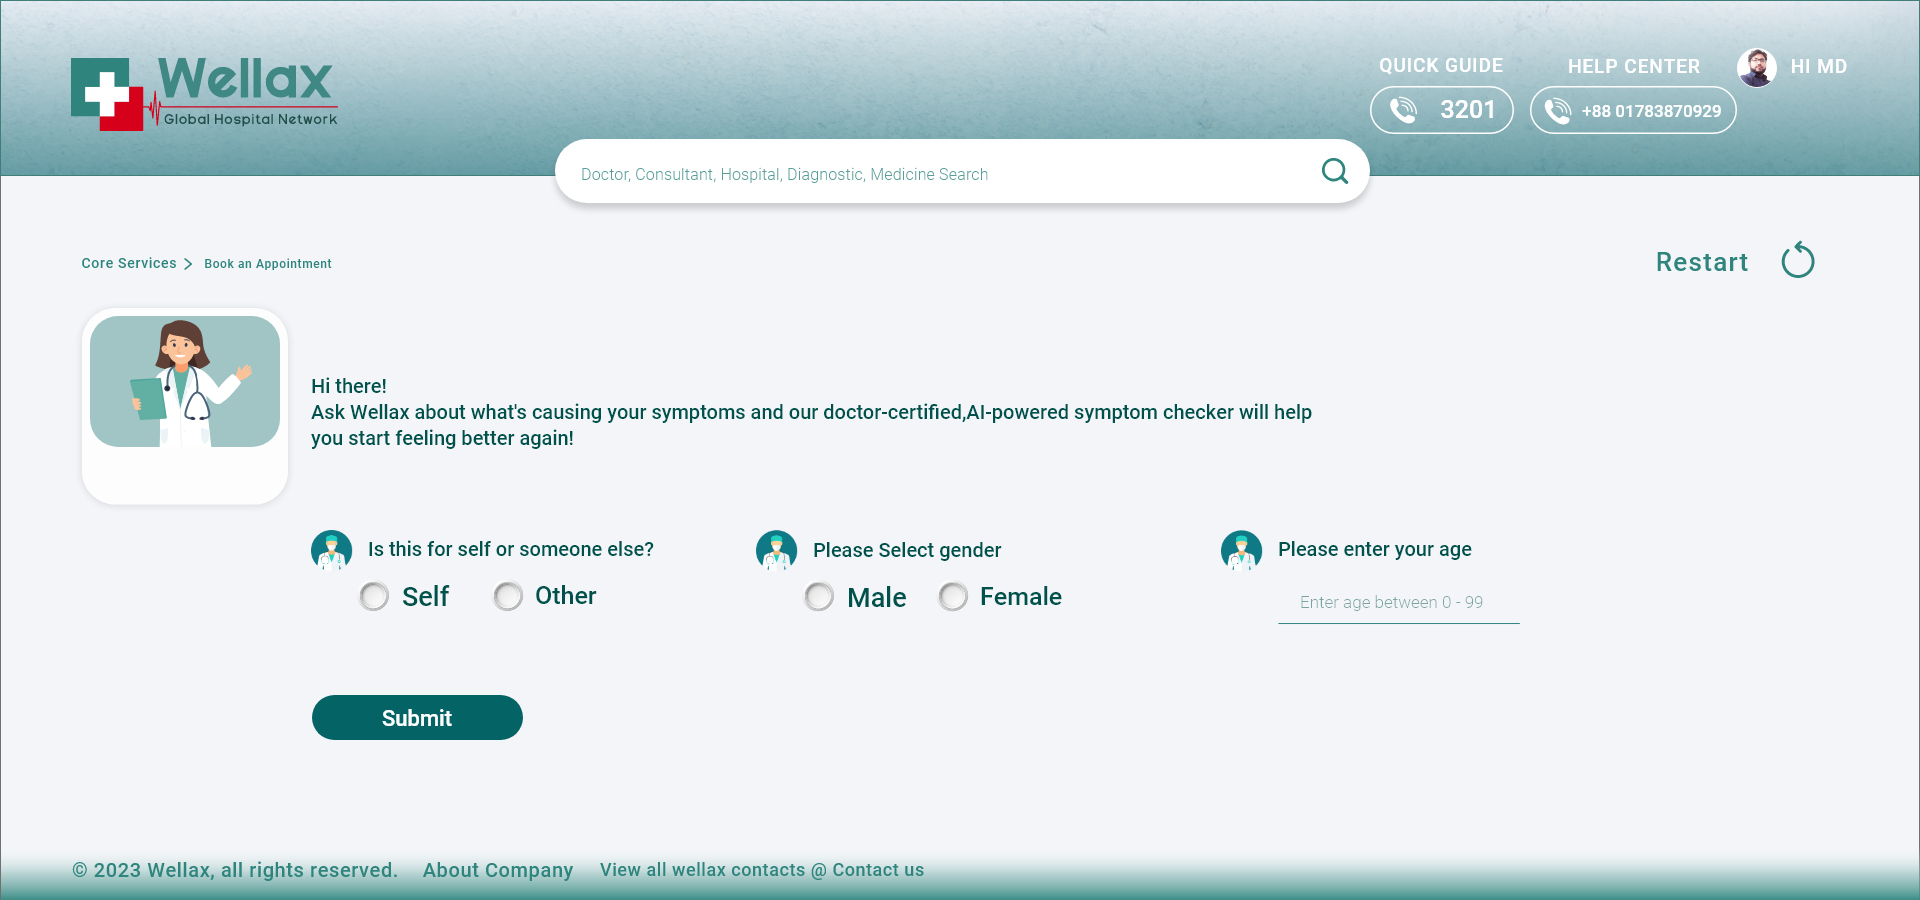 Wellax
Global Hospital Network
QUICK GUIDE
3201
HELP CENTER
+88 01783870929
HI MD
Doctor, Consultant, Hospital, Diagnostic, Medicine Search
Core Services
Book an Appointment
Restart
Hi there!
Ask Wellax about what's causing your symptoms and our doctor-certified,AI-powered symptom checker will help
you start feeling better again!
Is this for self or someone else?
Self
Other
Please Select gender
Male
Female
Please enter your age
Enter age between 0 - 99
Submit
© 2023 Wellax, all rights reserved.
About Company
View all wellax contacts @ Contact us